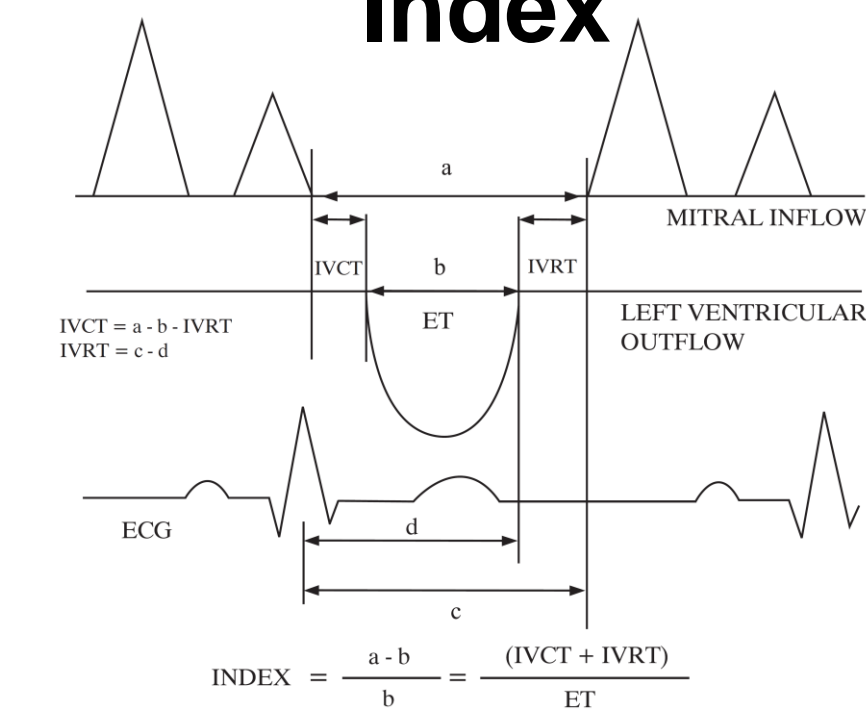 Index
a
MITRAL INFLOW
IVCT b IVRT
ET
LEFT VENTRICULAR
OUTFLOW
IVCT = a - b - IVRT
IVRT = c - d
ECG
d
c
INDEX = a - b / b = (IVCT + IVRT) / ET